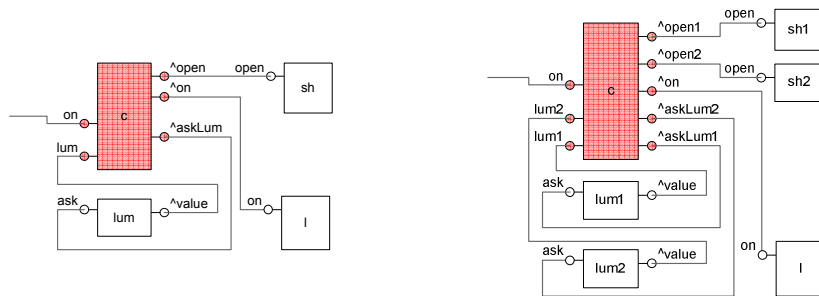 ^open
open
sh
^on
on
c
^askLum
lum
ask
lum
^value
on
l
^open1
open
sh1
^open2
open
sh2
on
^on
c
lum2
^askLum2
lum1
^askLum1
ask
lum1
^value
on
l
ask
lum2
^value